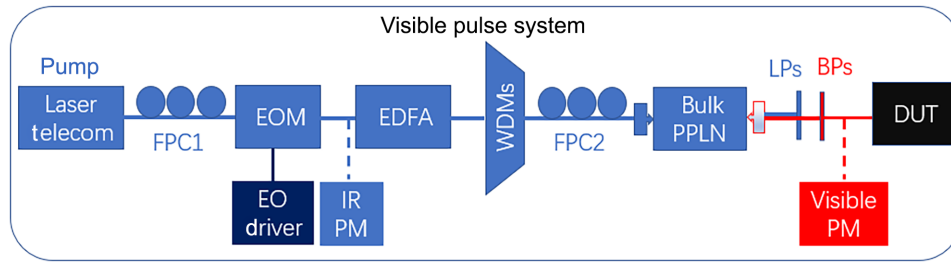 Visible pulse system
Pump
Laser
telecom
FPC1
EOM
EO
driver
IR
PM
EDFA
WDMs
FPC2
Bulk
PPLN
LPs
BPs
Visible
PM
DUT